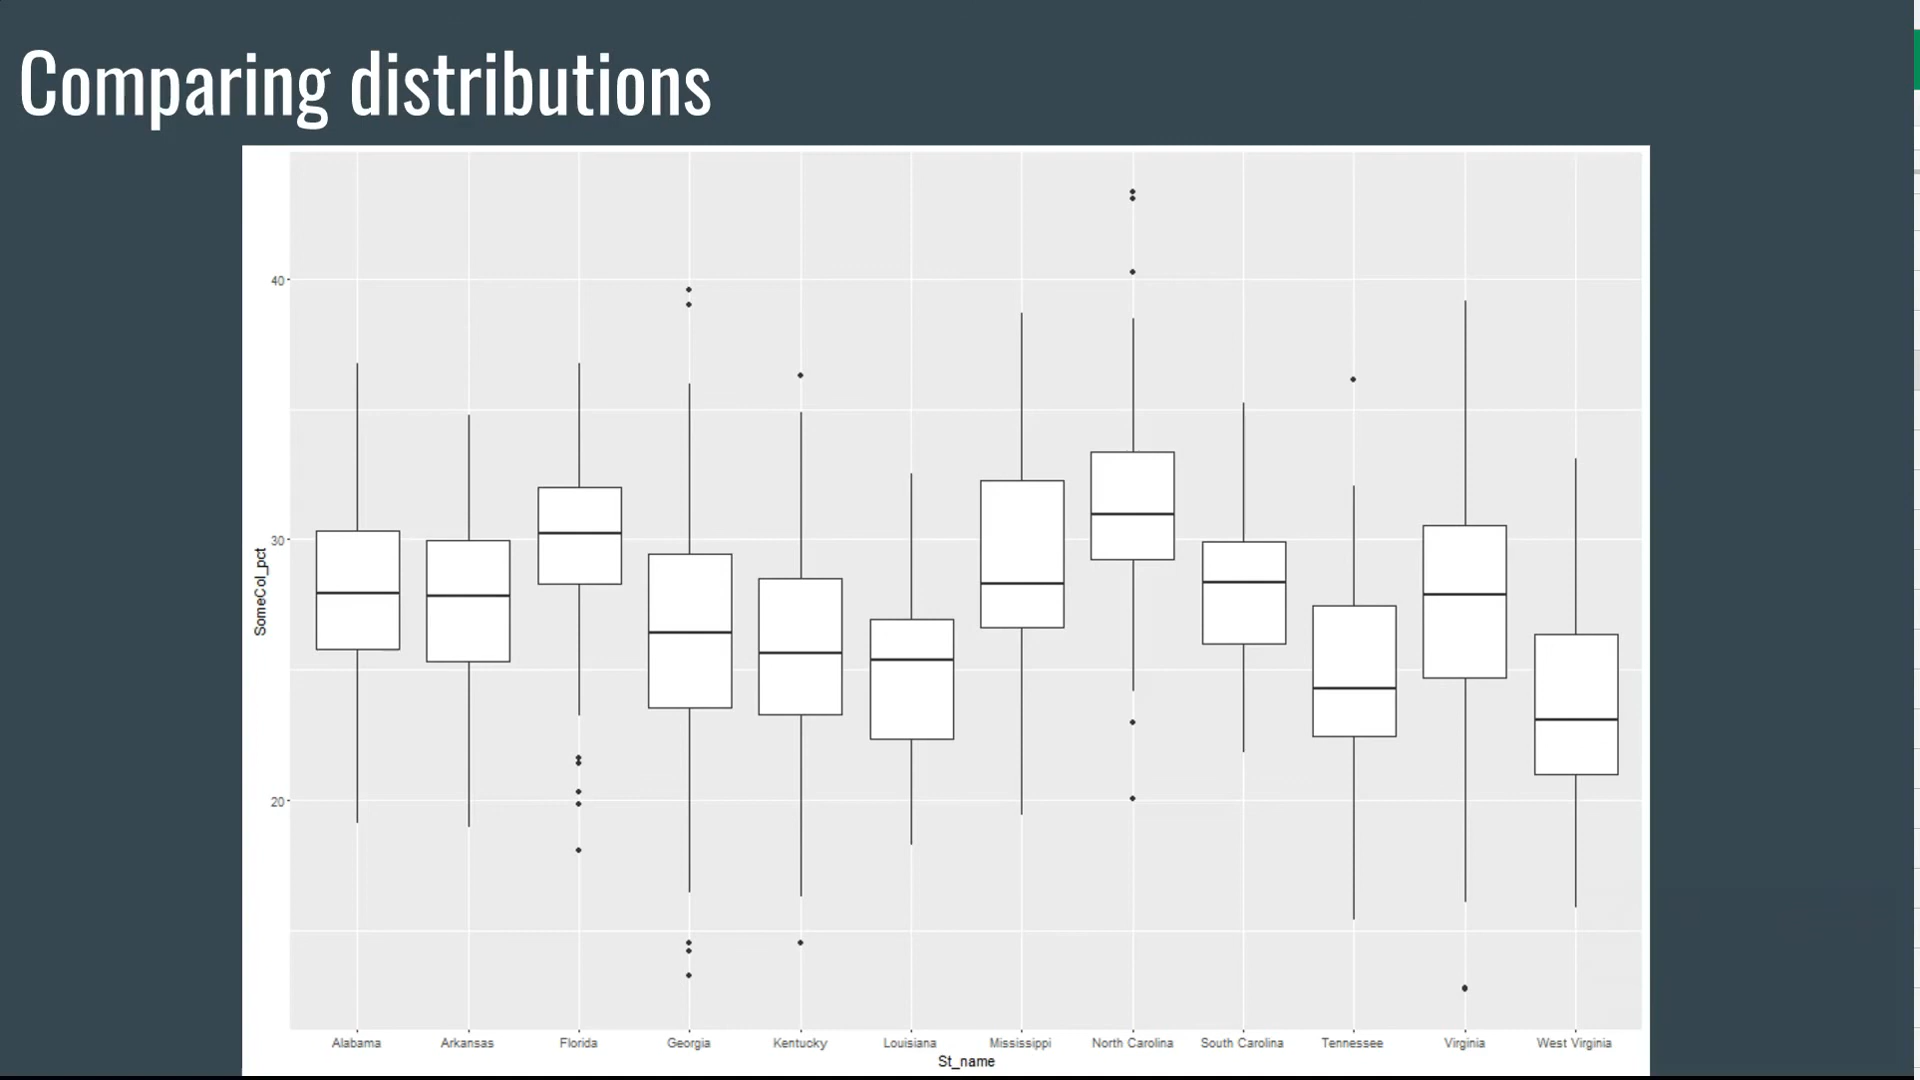 Comparing distributions
40
30
20
SomeCol_pct
Alabama Arkansas Florida Georgia Kentucky Louisiana Mississippi North Carolina South Carolina Tennessee Virginia West Virginia
St_name